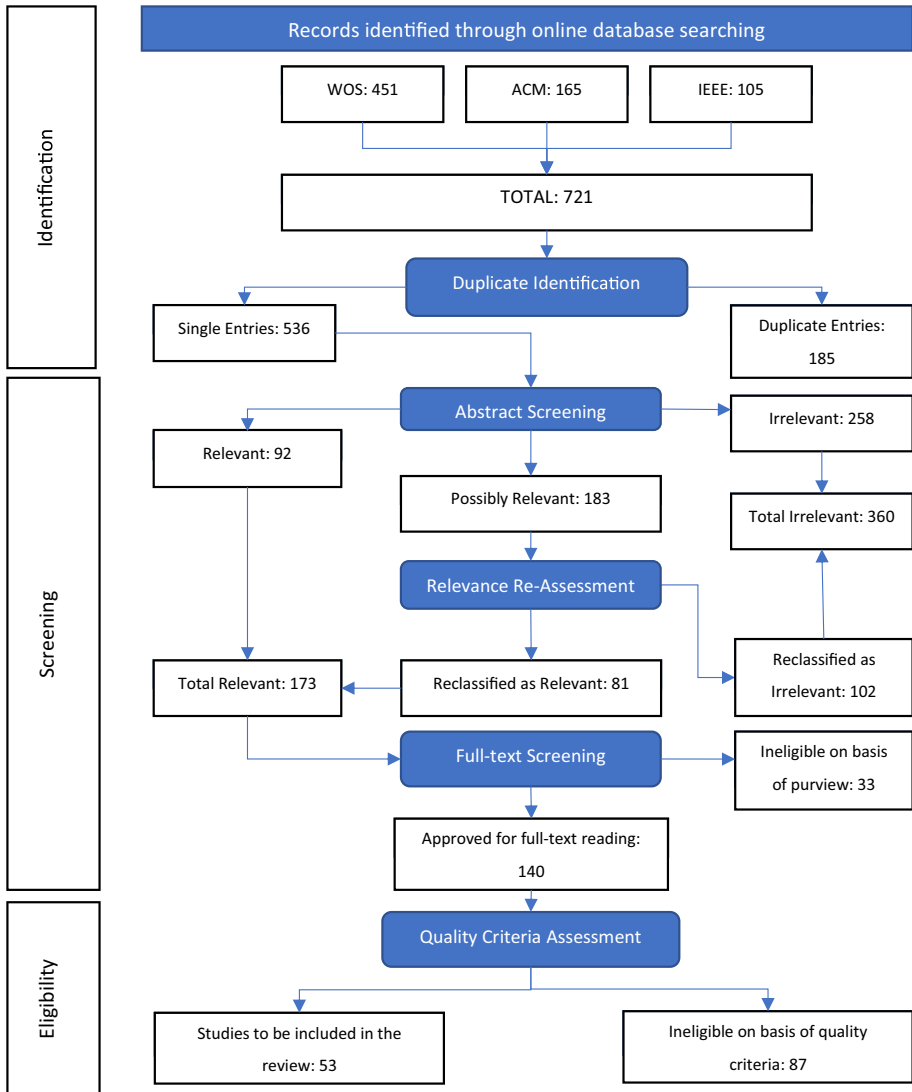 Identification
Records identified through online database searching
WOS: 451
ACM: 165
IEEE: 105
TOTAL: 721
Duplicate Identification
Single Entries: 536
Duplicate Entries:
185
Screening
Abstract Screening
Relevant: 92
Irrelevant: 258
Possibly Relevant: 183
Total Irrelevant: 360
Relevance Re-Assessment
Total Relevant: 173
Reclassified as Relevant: 81
Reclassified as
Irrelevant: 102
Full-text Screening
Ineligible on basis
of purview: 33
Approved for full-text reading:
140
Eligibility
Quality Criteria Assessment
Studies to be included in the
review: 53
Ineligible on basis of quality
criteria: 87